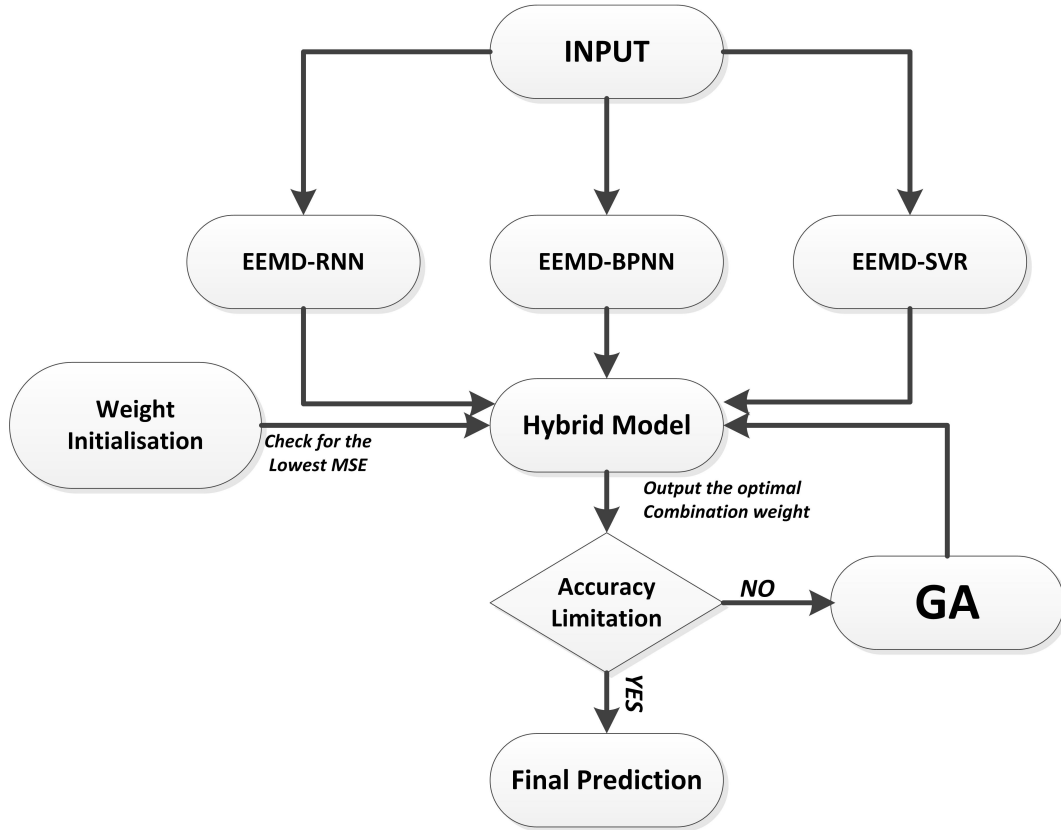 INPUT
EEMD-RNN
EEMD-BPNN
EEMD-SVR
Weight
Initialisation
Check for the
Lowest MSE
Hybrid Model
Output the optimal
Combination weight
Accuracy
Limitation
NO
GA
YES
Final Prediction